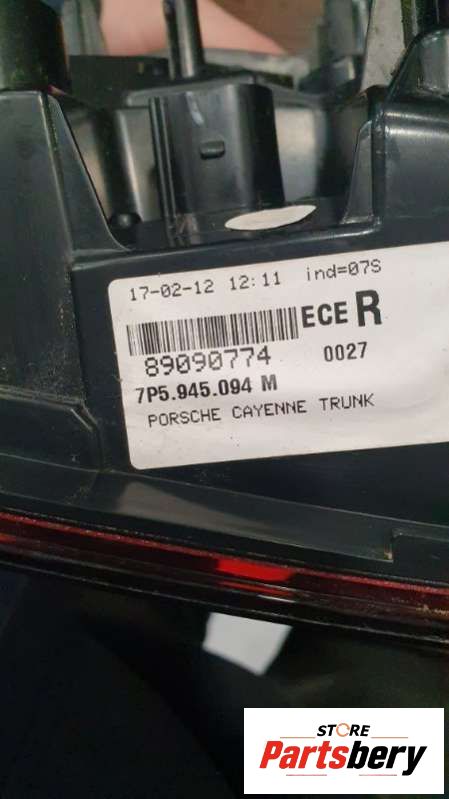 17-02-12 12:11 ind=07S
ECE R
89090774 0027
7P5.945.094 M
PORSCHE CAYENNE TRUNK
STORE
Partsbery